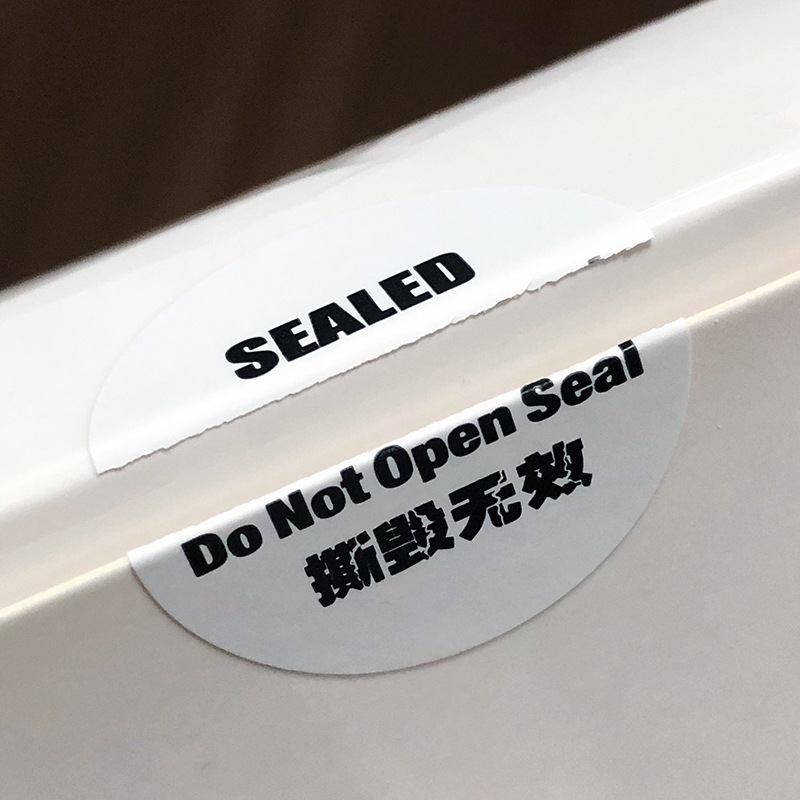 SEALED
Do Not Open Seal
撕毁无效